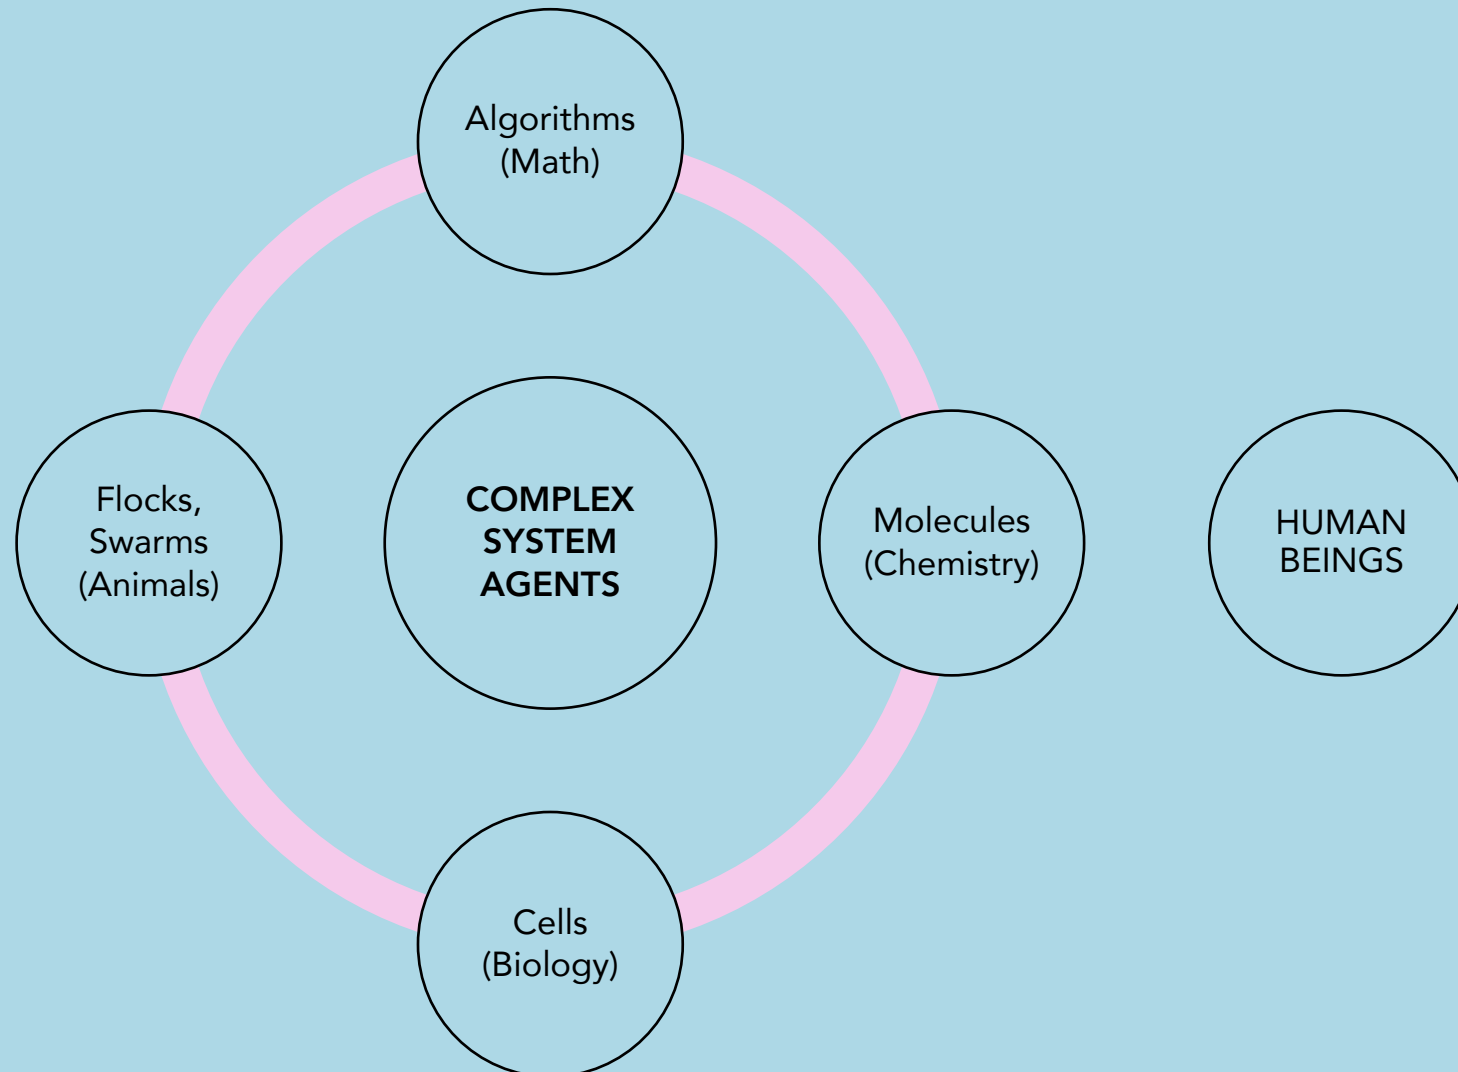 Algorithms
(Math)
Flocks,
Swarms
(Animals)
COMPLEX
SYSTEM
AGENTS
Molecules
(Chemistry)
HUMAN
BEINGS
Cells
(Biology)